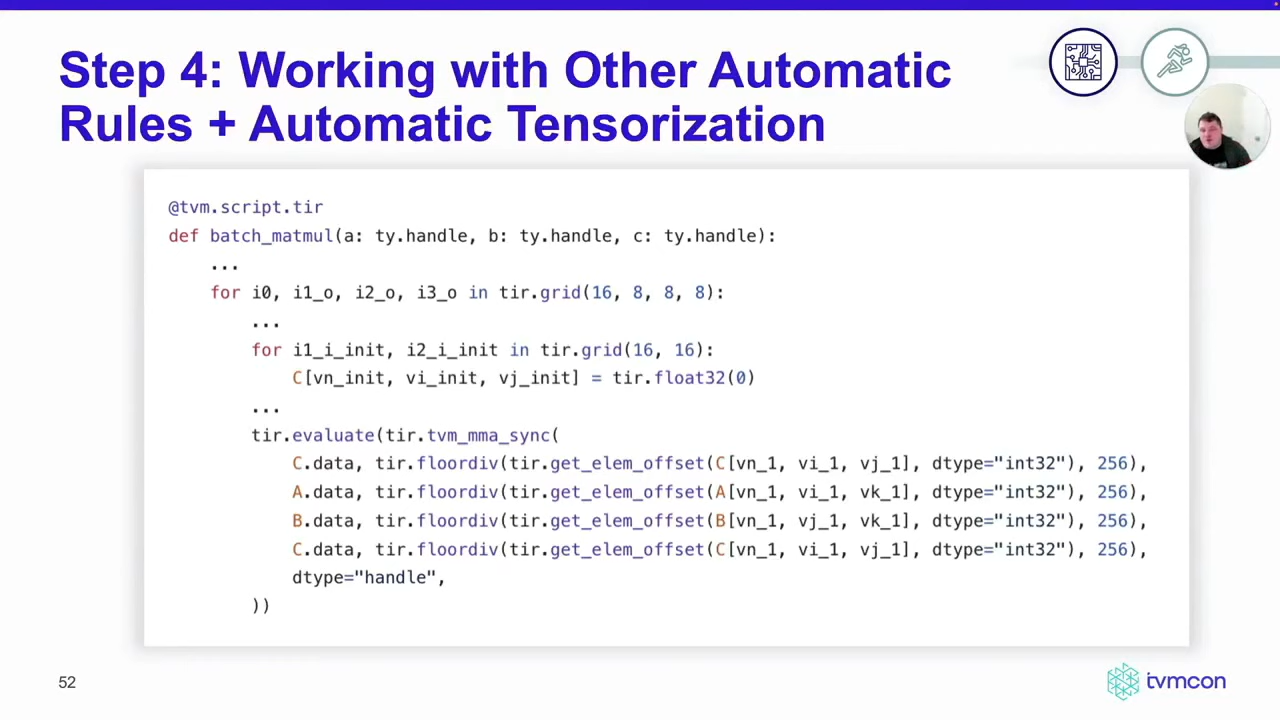 Step 4: Working with Other Automatic
Rules + Automatic Tensorization
@tvm.script.tir
def batch_matmul(a: ty.handle, b: ty.handle, c: ty.handle):
...
for i0, i1_o, i2_o, i3_o in tir.grid(16, 8, 8, 8):
...
for i1_i_init, i2_i_init in tir.grid(16, 16):
C[vn_init, vi_init, vj_init] = tir.float32(0)
...
tir.evaluate(tir.tvm_mma_sync(
C.data, tir.floordiv(tir.get_elem_offset(C[vn_1, vi_1, vj_1], dtype="int32"), 256),
A.data, tir.floordiv(tir.get_elem_offset(A[vn_1, vi_1, vk_1], dtype="int32"), 256),
B.data, tir.floordiv(tir.get_elem_offset(B[vn_1, vj_1, vk_1], dtype="int32"), 256),
C.data, tir.floordiv(tir.get_elem_offset(C[vn_1, vi_1, vj_1], dtype="int32"), 256),
dtype="handle",
))
52
tvmcon